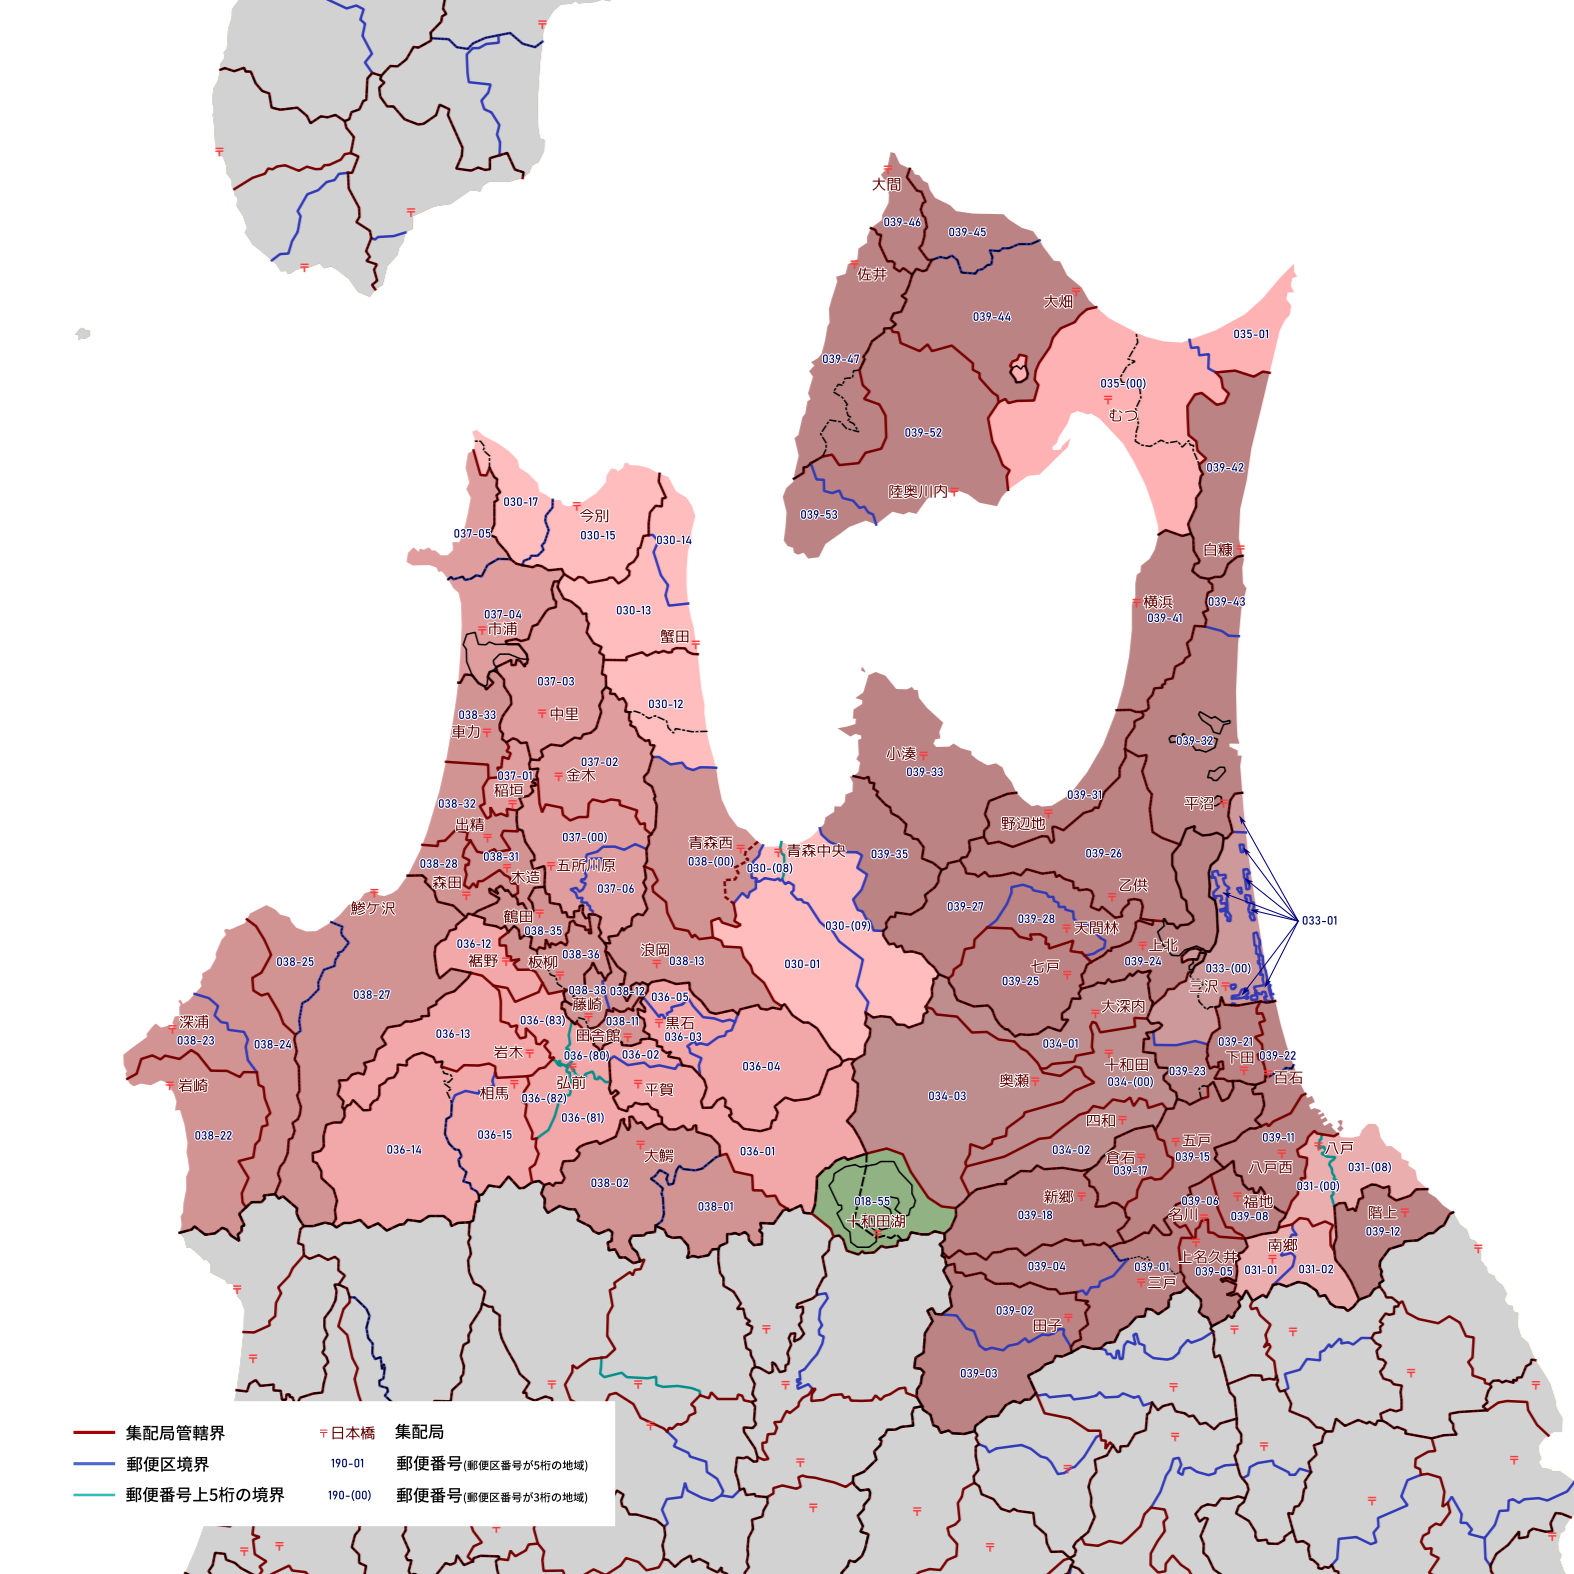 大間
039-46
039-45
佐井
大畑
039-44
035-01
039-47
035-(00)
むつ
039-52
039-42
陸奥川内
039-53
030-17
今別
030-15
037-05
030-14
白糠
037-04
市浦
030-13
蟹田
横浜
039-41
039-43
037-03
038-33
中里
車力
030-12
039-32
小湊
039-33
037-02
037-01
金木
稲垣
038-32
039-31
平沼
出精
野辺地
037-(00)
青森西
038-(00)
青森中央
030-(08)
039-35
039-26
038-28
038-31
五所川原
木造
森田
037-06
乙供
鰺ケ沢
鶴田
038-35
039-27
039-28
天間林
030-(09)
033-01
036-12
裾野
板柳
038-36
浪岡
038-13
上北
039-24
038-25
030-01
七戸
039-25
033-(00)
三沢
038-27
038-38
038-12
藤崎
036-05
大深内
深浦
038-23
038-24
036-13
036-(83)
038-11
田舎館
黒石
036-03
岩木
036-(80)
036-02
034-01
039-21
下田
039-22
036-04
十和田
034-(00)
039-23
百石
岩崎
相馬
弘前
036-(82)
平賀
奥瀬
034-03
036-(81)
四和
038-22
036-14
036-15
大鰐
036-01
034-02
五戸
039-15
039-11
八戸
八戸西
倉石
039-17
031-(08)
038-02
038-01
018-55
十和田湖
新郷
039-18
039-06
名川
福地
039-08
031-(00)
階上
039-12
南郷
上名久井
039-05
031-01
031-02
039-04
039-01
三戸
039-02
田子
039-03
集配局管轄界
日本橋
集配局
郵便区境界
190-01
郵便番号(郵便区番号が5桁の地域)
郵便番号上5桁の境界
190-(00)
郵便番号(郵便区番号が3桁の地域)